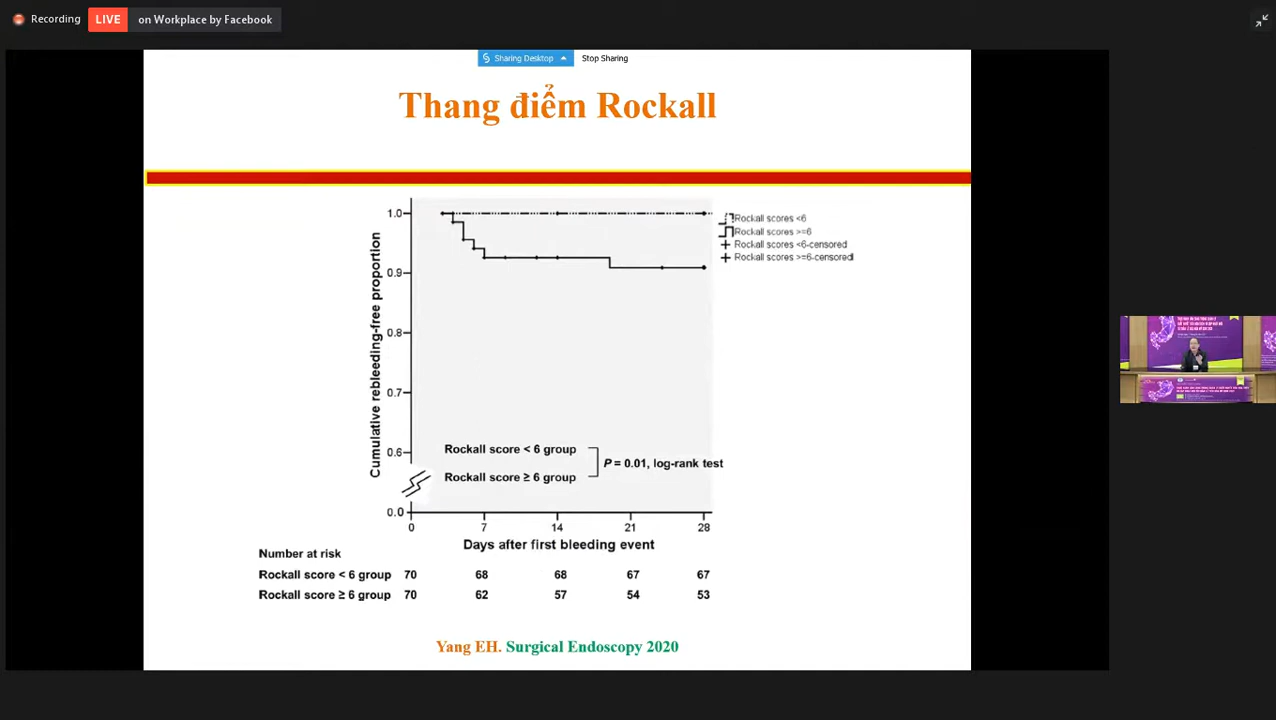 Recording LIVE on Workplace by Facebook
Sharing Desktop Stop Sharing
Thang điểm Rockall
Cumulative rebleeding-free proportion
1.0
0.9
0.8
0.7
0.6
0.0
Rockall scores <6
Rockall scores >=6
Rockall scores <6-censored
Rockall scores >=6-censored
Rockall score < 6 group
Rockall score ≥ 6 group
P = 0.01, log-rank test
0 7 14 21 28
Days after first bleeding event
Number at risk
Rockall score < 6 group 70 68 68 67 67
Rockall score ≥ 6 group 70 62 57 54 53
Yang EH. Surgical Endoscopy 2020